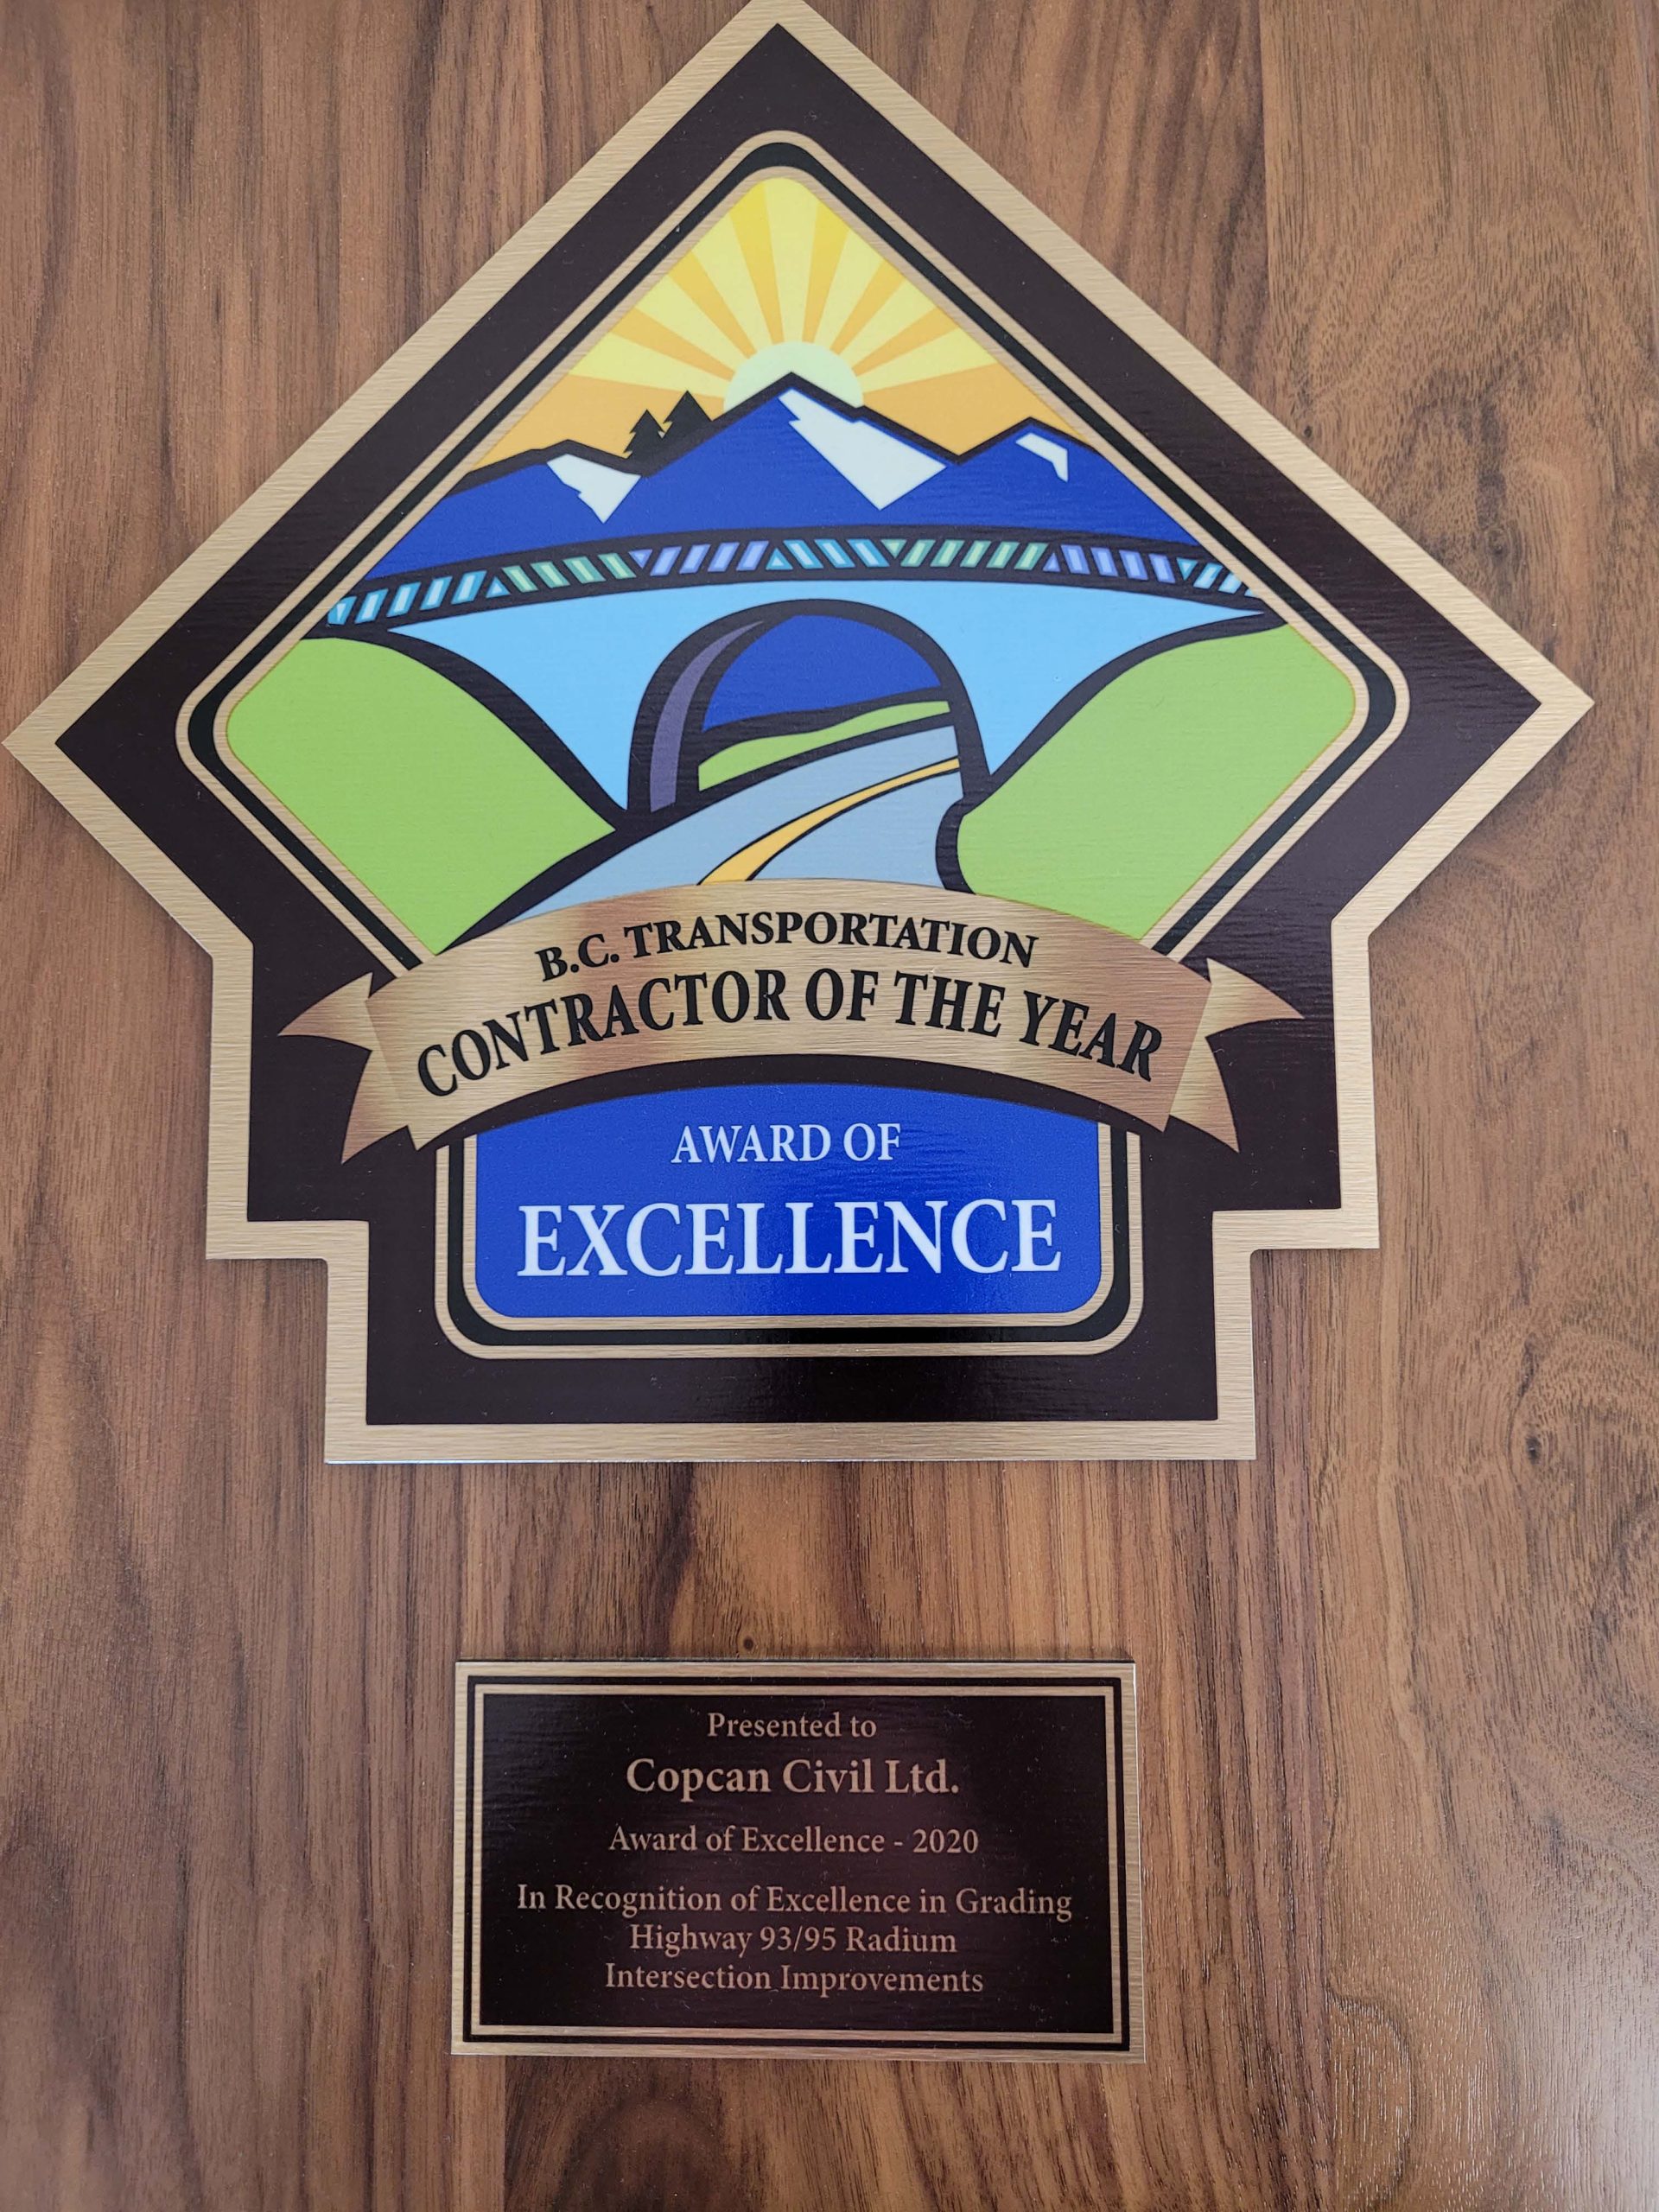 B.C. TRANSPORTATION
CONTRACTOR OF THE YEAR
AWARD OF
EXCELLENCE
Presented to
Copcan Civil Ltd.
Award of Excellence - 2020
In Recognition of Excellence in Grading
Highway 93/95 Radium
Intersection Improvements